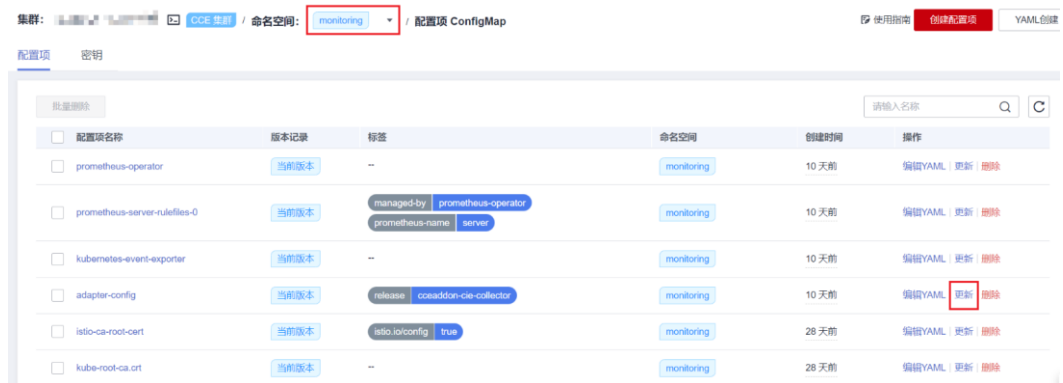 集群： CCE 集群 / 命名空间： monitoring / 配置项 ConfigMap 使用指南 创建配置项 YAML创建
配置项 密钥
批量删除 请输入名称
配置项名称 版本记录 标签 命名空间 创建时间 操作
prometheus-operator 当前版本 -- monitoring 10 天前 编辑YAML 更新 删除
managed-by prometheus-operator
prometheus-server-rulefiles-0 当前版本 monitoring 10 天前 编辑YAML 更新 删除
prometheus-name server
kubernetes-event-exporter 当前版本 -- monitoring 10 天前 编辑YAML 更新 删除
adapter-config 当前版本 release cceaddon-cie-collector monitoring 10 天前 编辑YAML 更新 删除
istio-ca-root-cert 当前版本 istio.io/config true monitoring 28 天前 编辑YAML 更新 删除
kube-root-ca.crt 当前版本 -- monitoring 28 天前 编辑YAML 更新 删除